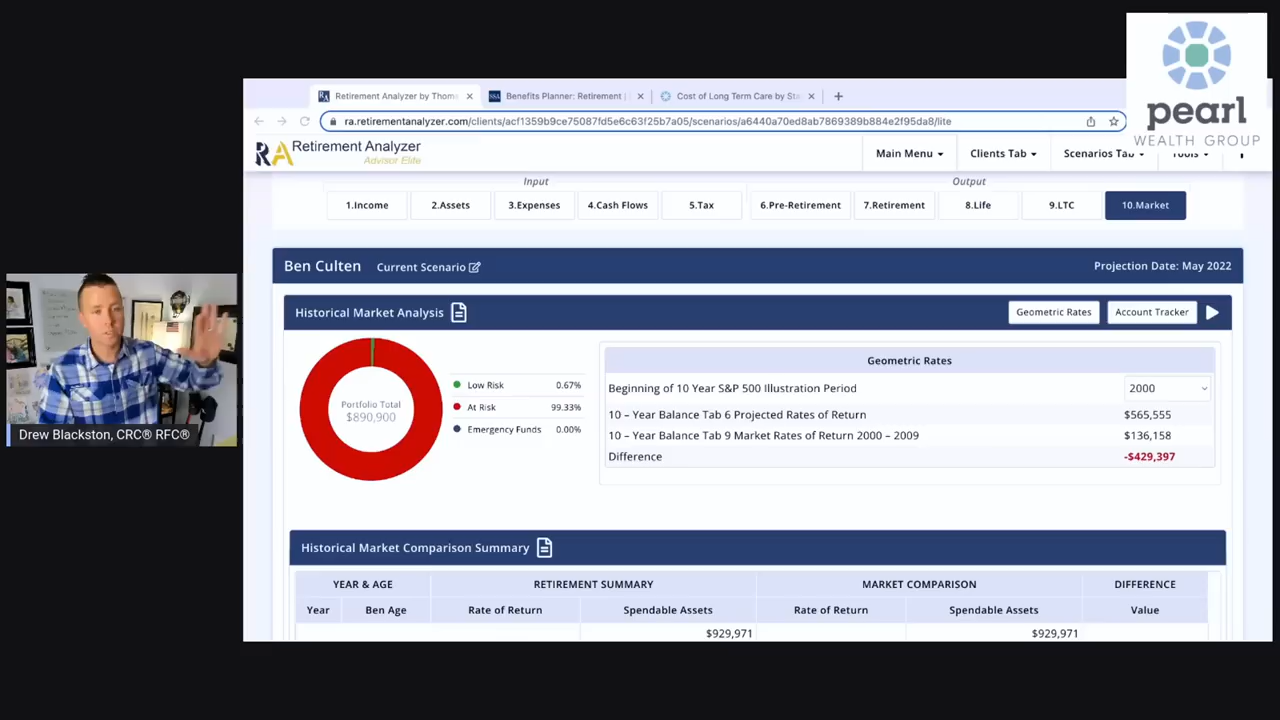 pearl
WEALTH GROUP
Retirement Analyzer by Thom
Benefits Planner: Retirement |
Cost of Long Term Care by Sta
ra.retirementanalyzer.com/clients/acf1359b9ce75087fd5e6c63f25b7a05/scenarios/a6440a70ed8ab7869389b884e2f95da8/lite
RA Retirement Analyzer
Advisor Elite
Main Menu
Clients Tab
Scenarios Tab
Tools
Input
Output
1.Income
2.Assets
3.Expenses
4.Cash Flows
5.Tax
6.Pre-Retirement
7.Retirement
8.Life
9.LTC
10.Market
Ben Culten
Current Scenario
Projection Date: May 2022
Historical Market Analysis
Geometric Rates
Account Tracker
Portfolio Total
$890,900
Low Risk 0.67%
At Risk 99.33%
Emergency Funds 0.00%
Geometric Rates
Beginning of 10 Year S&P 500 Illustration Period 2000
10 – Year Balance Tab 6 Projected Rates of Return $565,555
10 – Year Balance Tab 9 Market Rates of Return 2000 – 2009 $136,158
Difference -$429,397
Drew Blackston, CRC® RFC®
Historical Market Comparison Summary
YEAR & AGE RETIREMENT SUMMARY MARKET COMPARISON DIFFERENCE
Year Ben Age Rate of Return Spendable Assets Rate of Return Spendable Assets Value
$929,971 $929,971